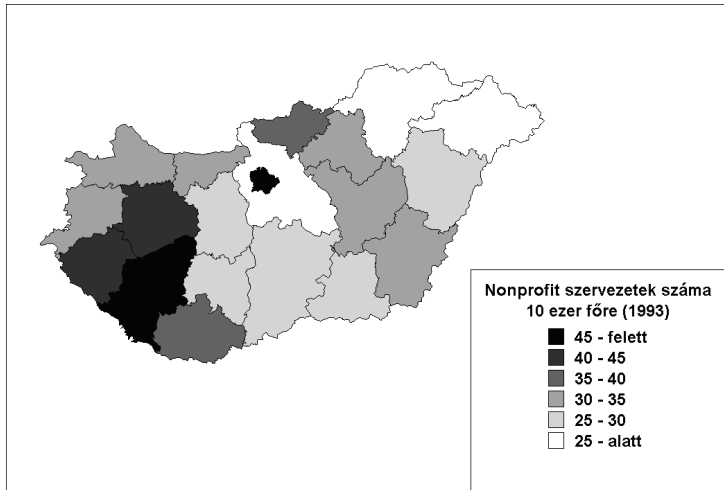 Nonprofit szervezetek száma
10 ezer főre (1993)
45 - felett
40 - 45
35 - 40
30 - 35
25 - 30
25 - alatt